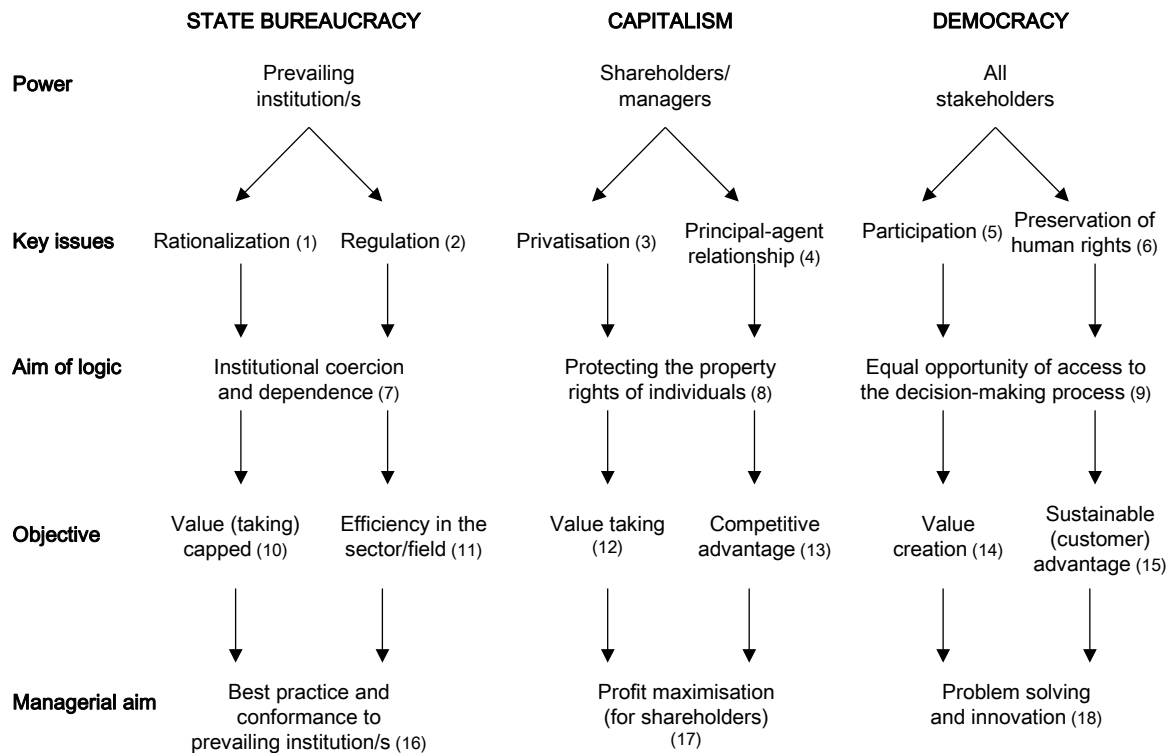 STATE BUREAUCRACY CAPITALISM DEMOCRACY
Power
Prevailing
institution/s
Shareholders/
managers
All
stakeholders
Key issues
Rationalization (1)
Regulation (2)
Privatisation (3)
Principal-agent
relationship (4)
Participation (5)
Preservation of
human rights (6)
Aim of logic
Institutional coercion
and dependence (7)
Protecting the property
rights of individuals (8)
Equal opportunity of access to
the decision-making process (9)
Objective
Value (taking)
capped (10)
Efficiency in the
sector/field (11)
Value taking
(12)
Competitive
advantage (13)
Value
creation (14)
Sustainable
(customer)
advantage (15)
Managerial aim
Best practice and
conformance to
prevailing institution/s (16)
Profit maximisation
(for shareholders)
(17)
Problem solving
and innovation (18)